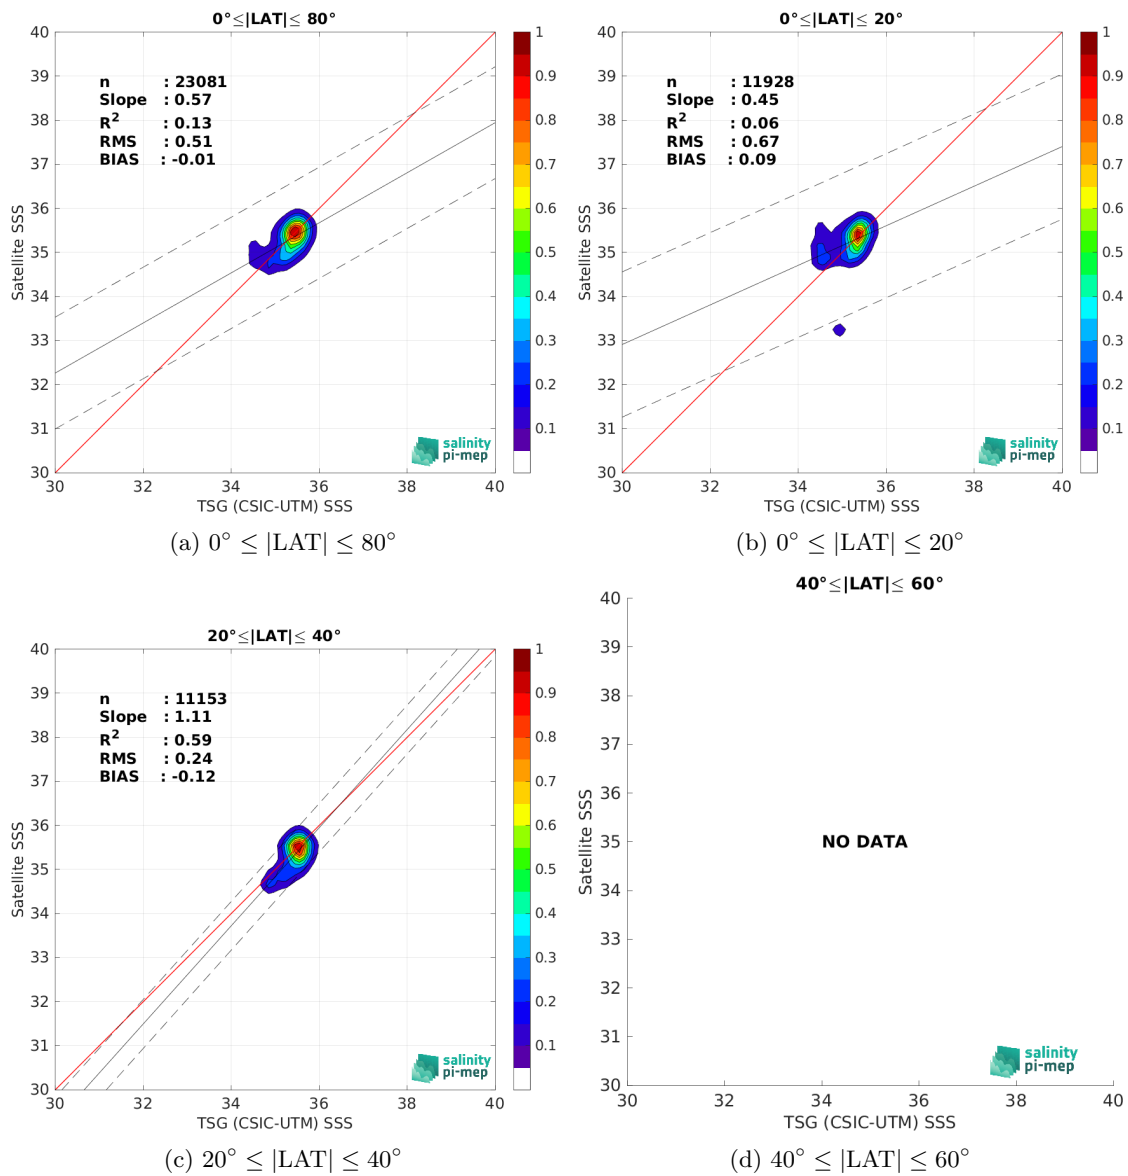 0°≤|LAT|≤ 80°
40
39
38
37
36
35
34
33
32
31
30
30
32
34
36
38
40
Satellite SSS
TSG (CSIC-UTM) SSS
n : 23081
Slope : 0.57
R2 : 0.13
RMS : 0.51
BIAS : -0.01
1
0.9
0.8
0.7
0.6
0.5
0.4
0.3
0.2
0.1
salinity
pi-mep
(a) 0° ≤ |LAT| ≤ 80°
0°≤|LAT|≤ 20°
40
39
38
37
36
35
34
33
32
31
30
30
32
34
36
38
40
Satellite SSS
TSG (CSIC-UTM) SSS
n : 11928
Slope : 0.45
R2 : 0.06
RMS : 0.67
BIAS : 0.09
1
0.9
0.8
0.7
0.6
0.5
0.4
0.3
0.2
0.1
salinity
pi-mep
(b) 0° ≤ |LAT| ≤ 20°
20°≤|LAT|≤ 40°
40
39
38
37
36
35
34
33
32
31
30
30
32
34
36
38
40
Satellite SSS
TSG (CSIC-UTM) SSS
n : 11153
Slope : 1.11
R2 : 0.59
RMS : 0.24
BIAS : -0.12
1
0.9
0.8
0.7
0.6
0.5
0.4
0.3
0.2
0.1
salinity
pi-mep
(c) 20° ≤ |LAT| ≤ 40°
40°≤|LAT|≤ 60°
40
39
38
37
36
35
34
33
32
31
30
30
32
34
36
38
40
Satellite SSS
TSG (CSIC-UTM) SSS
NO DATA
salinity
pi-mep
(d) 40° ≤ |LAT| ≤ 60°